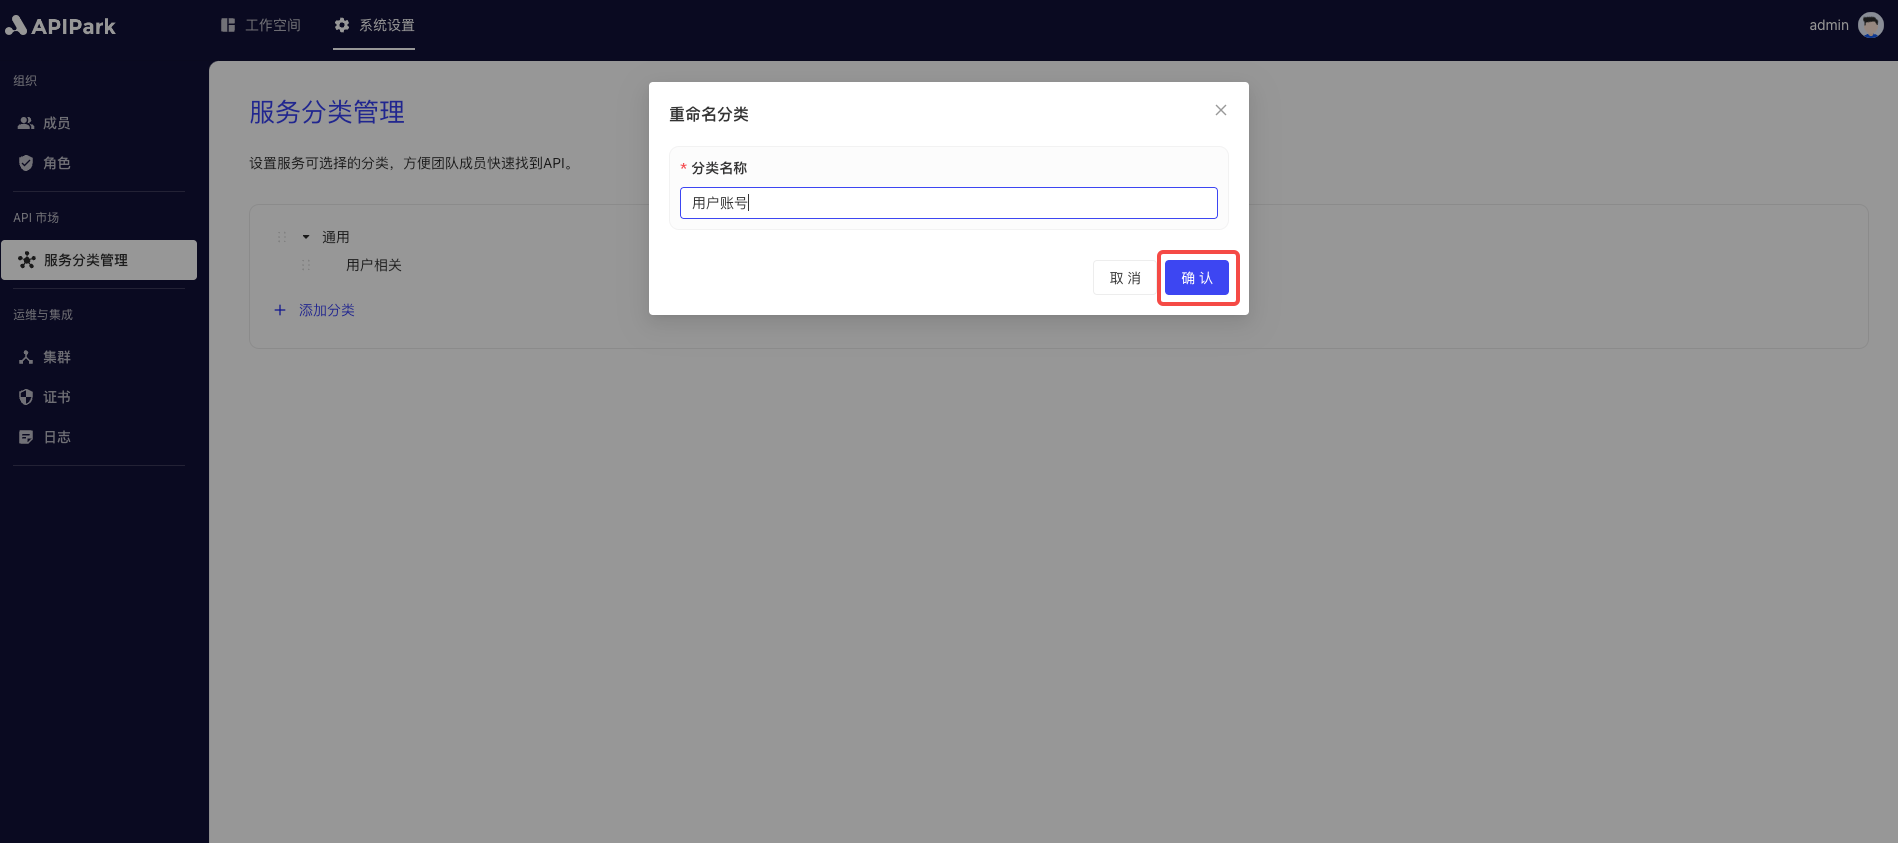 APIPark
工作空间
系统设置
admin
组织
成员
角色
API 市场
服务分类管理
运维与集成
集群
证书
日志
服务分类管理
设置服务可选择的分类，方便团队成员快速找到API。
通用
用户相关
添加分类
重命名分类
* 分类名称
用户账号
取 消
确 认